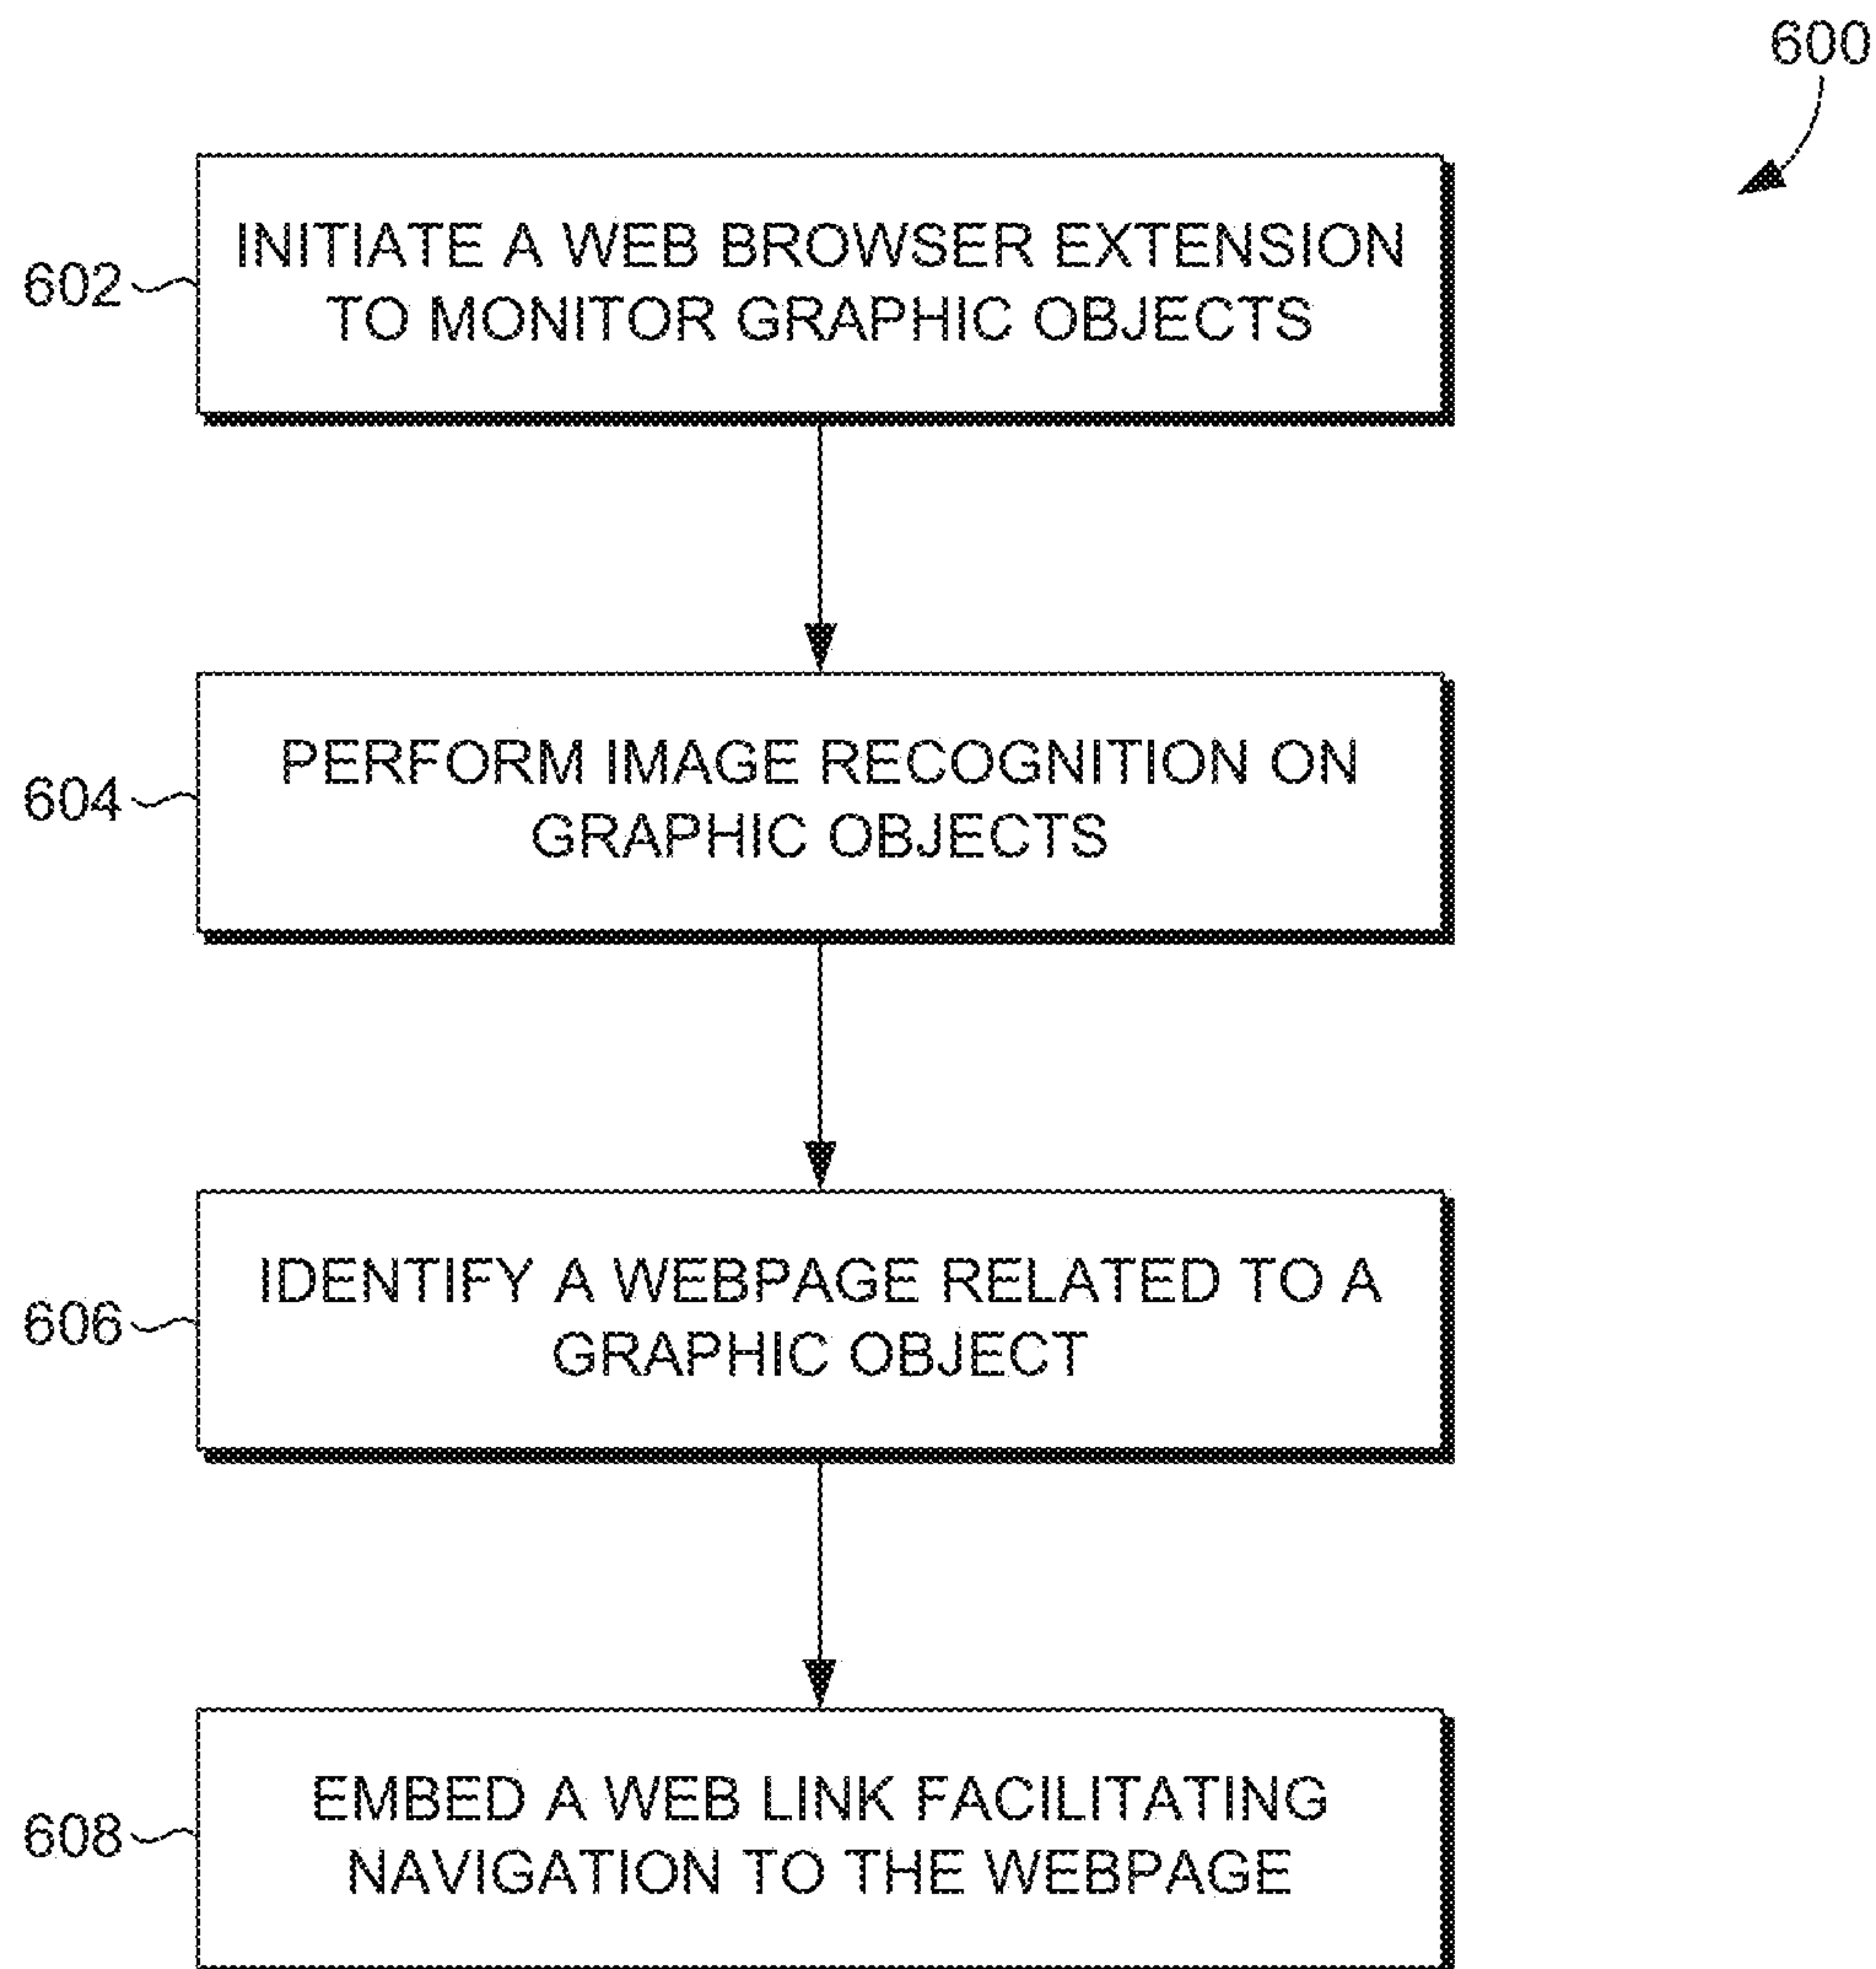 600
602
INITIATE A WEB BROWSER EXTENSION
TO MONITOR GRAPHIC OBJECTS
604
PERFORM IMAGE RECOGNITION ON
GRAPHIC OBJECTS
606
IDENTIFY A WEBPAGE RELATED TO A
GRAPHIC OBJECT
608
EMBED A WEB LINK FACILITATING
NAVIGATION TO THE WEBPAGE